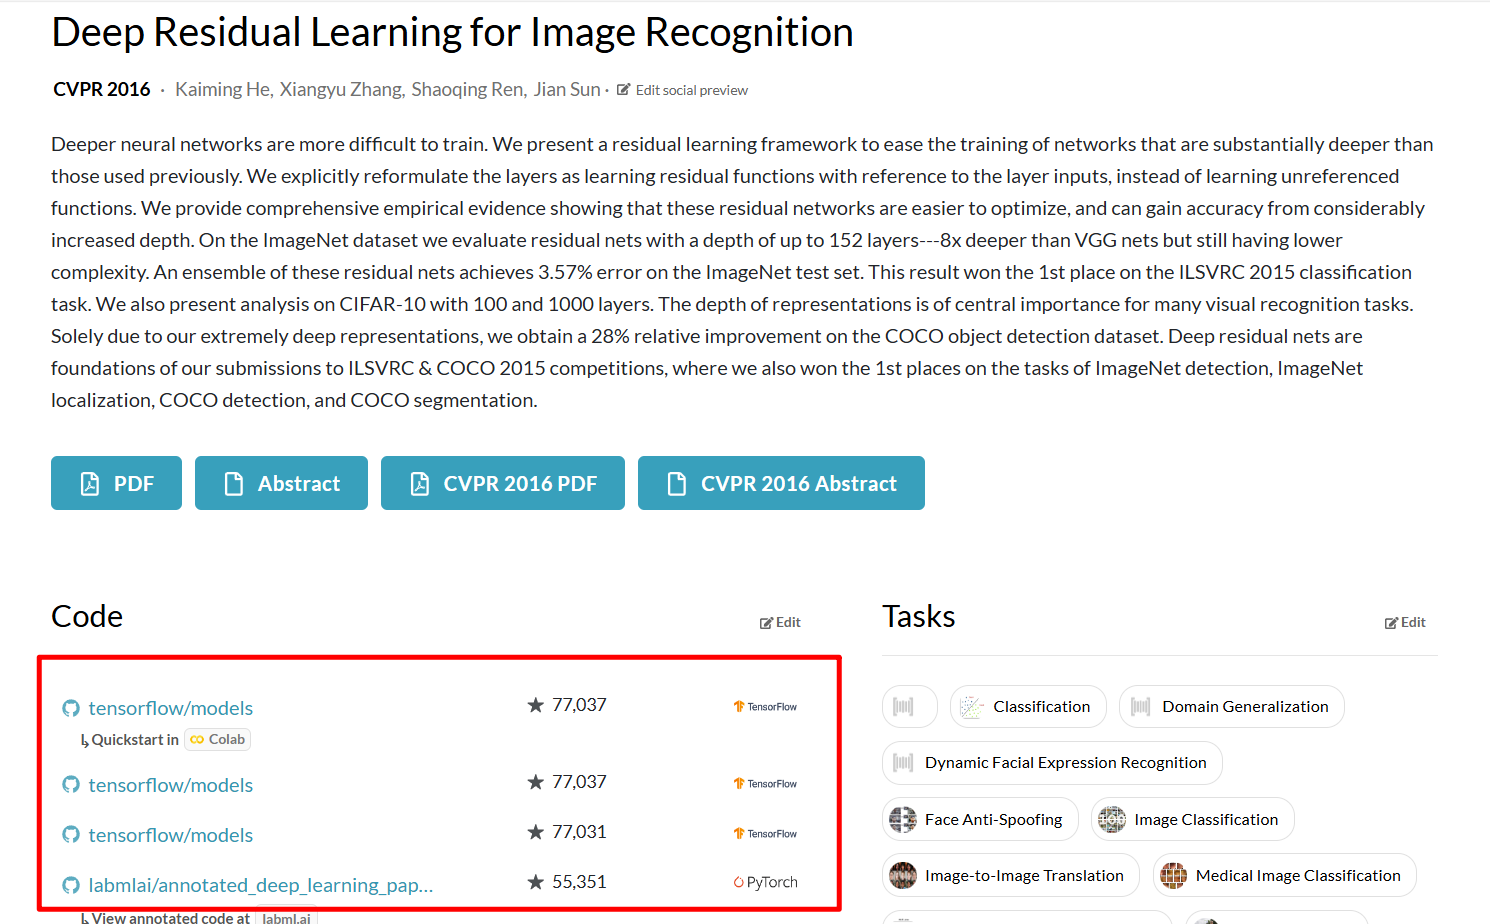 Deep Residual Learning for Image Recognition
CVPR 2016 · Kaiming He, Xiangyu Zhang, Shaoqing Ren, Jian Sun · Edit social preview
Deeper neural networks are more difficult to train. We present a residual learning framework to ease the training of networks that are substantially deeper than
those used previously. We explicitly reformulate the layers as learning residual functions with reference to the layer inputs, instead of learning unreferenced
functions. We provide comprehensive empirical evidence showing that these residual networks are easier to optimize, and can gain accuracy from considerably
increased depth. On the ImageNet dataset we evaluate residual nets with a depth of up to 152 layers---8x deeper than VGG nets but still having lower
complexity. An ensemble of these residual nets achieves 3.57% error on the ImageNet test set. This result won the 1st place on the ILSVRC 2015 classification
task. We also present analysis on CIFAR-10 with 100 and 1000 layers. The depth of representations is of central importance for many visual recognition tasks.
Solely due to our extremely deep representations, we obtain a 28% relative improvement on the COCO object detection dataset. Deep residual nets are
foundations of our submissions to ILSVRC & COCO 2015 competitions, where we also won the 1st places on the tasks of ImageNet detection, ImageNet
localization, COCO detection, and COCO segmentation.
PDF Abstract CVPR 2016 PDF CVPR 2016 Abstract
Code Edit
tensorflow/models ★ 77,037 TensorFlow
↳ Quickstart in Colab
tensorflow/models ★ 77,037 TensorFlow
tensorflow/models ★ 77,031 TensorFlow
labmlai/annotated_deep_learning_pap… ★ 55,351 PyTorch
↳ View annotated code at labml.ai
Tasks Edit
Classification Domain Generalization
Dynamic Facial Expression Recognition
Face Anti-Spoofing Image Classification
Image-to-Image Translation Medical Image Classification